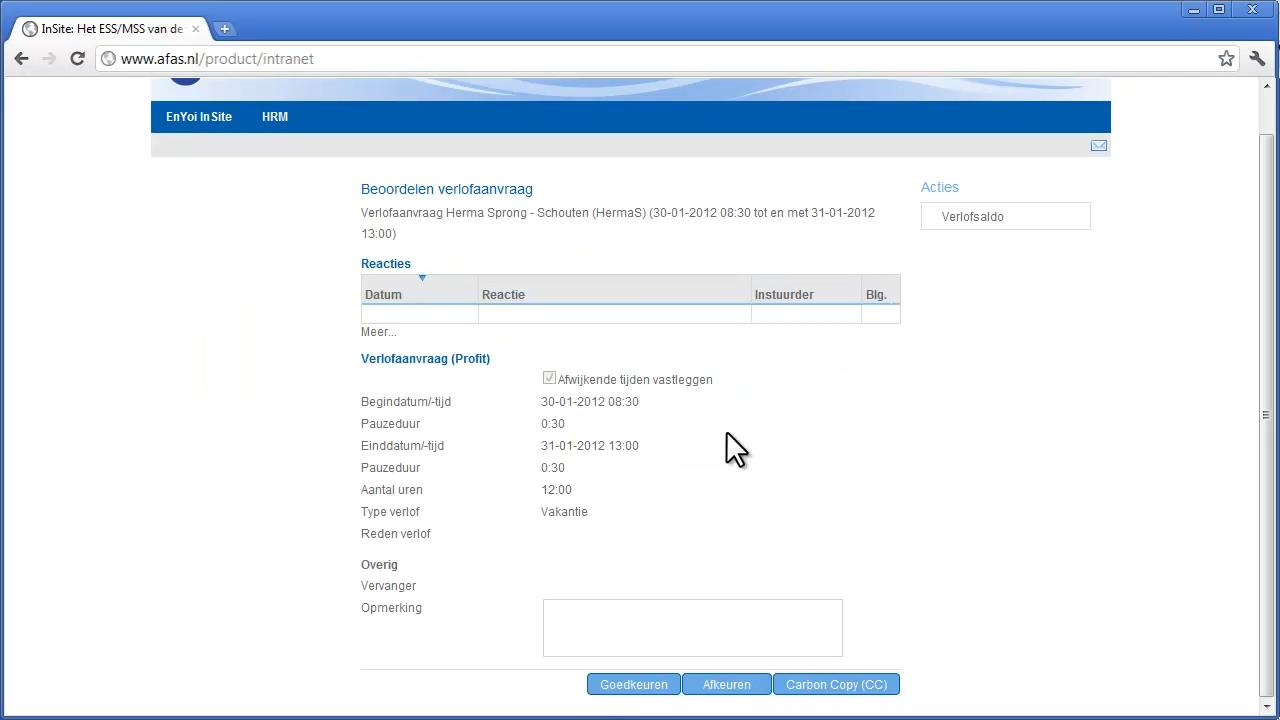 InSite: Het ESS/MSS van de
www.afas.nl/product/intranet
EnYoi InSite HRM
Beoordelen verlofaanvraag
Acties
Verlofaanvraag Herma Sprong - Schouten (HermaS) (30-01-2012 08:30 tot en met 31-01-2012
13:00)
Verlofsaldo
Reacties
Datum Reactie Instuurder Blg.
Meer...
Verlofaanvraag (Profit)
Afwijkende tijden vastleggen
Begindatum/-tijd 30-01-2012 08:30
Pauzeduur 0:30
Einddatum/-tijd 31-01-2012 13:00
Pauzeduur 0:30
Aantal uren 12:00
Type verlof Vakantie
Reden verlof
Overig
Vervanger
Opmerking
Goedkeuren Afkeuren Carbon Copy (CC)